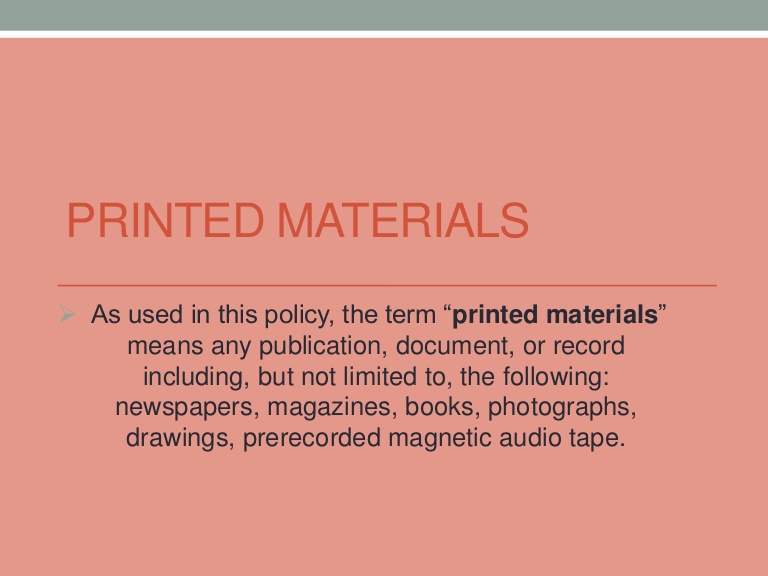 PRINTED MATERIALS
As used in this policy, the term “printed materials”
means any publication, document, or record
including, but not limited to, the following:
newspapers, magazines, books, photographs,
drawings, prerecorded magnetic audio tape.